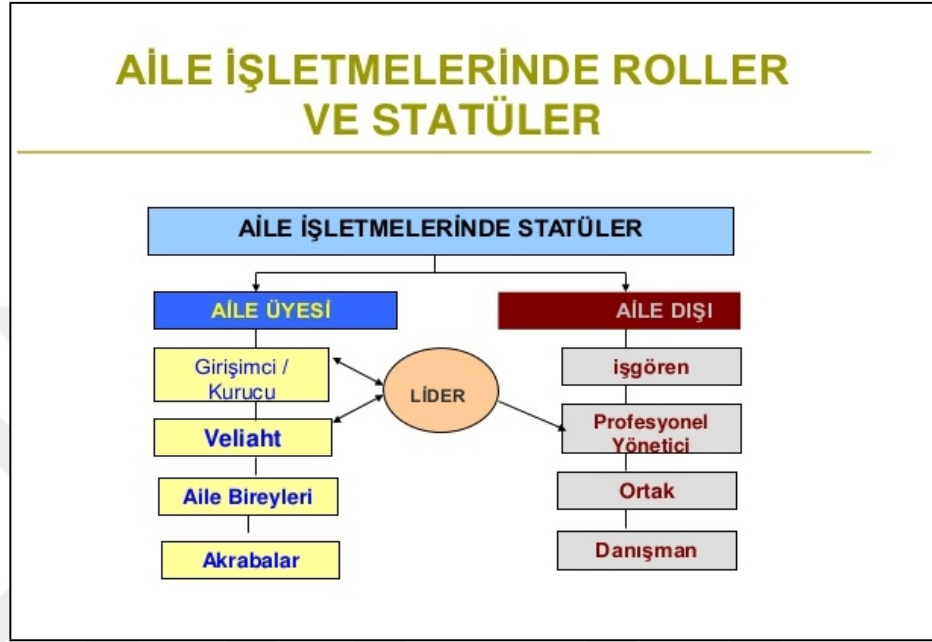 AİLE İŞLETMELERİNDE ROLLER
VE STATÜLER
AİLE İŞLETMELERİNDE STATÜLER
AİLE ÜYESİ
AİLE DIŞI
Girişimci /
Kurucu
Veliaht
Aile Bireyleri
Akrabalar
LİDER
işgören
Profesyonel
Yönetici
Ortak
Danışman